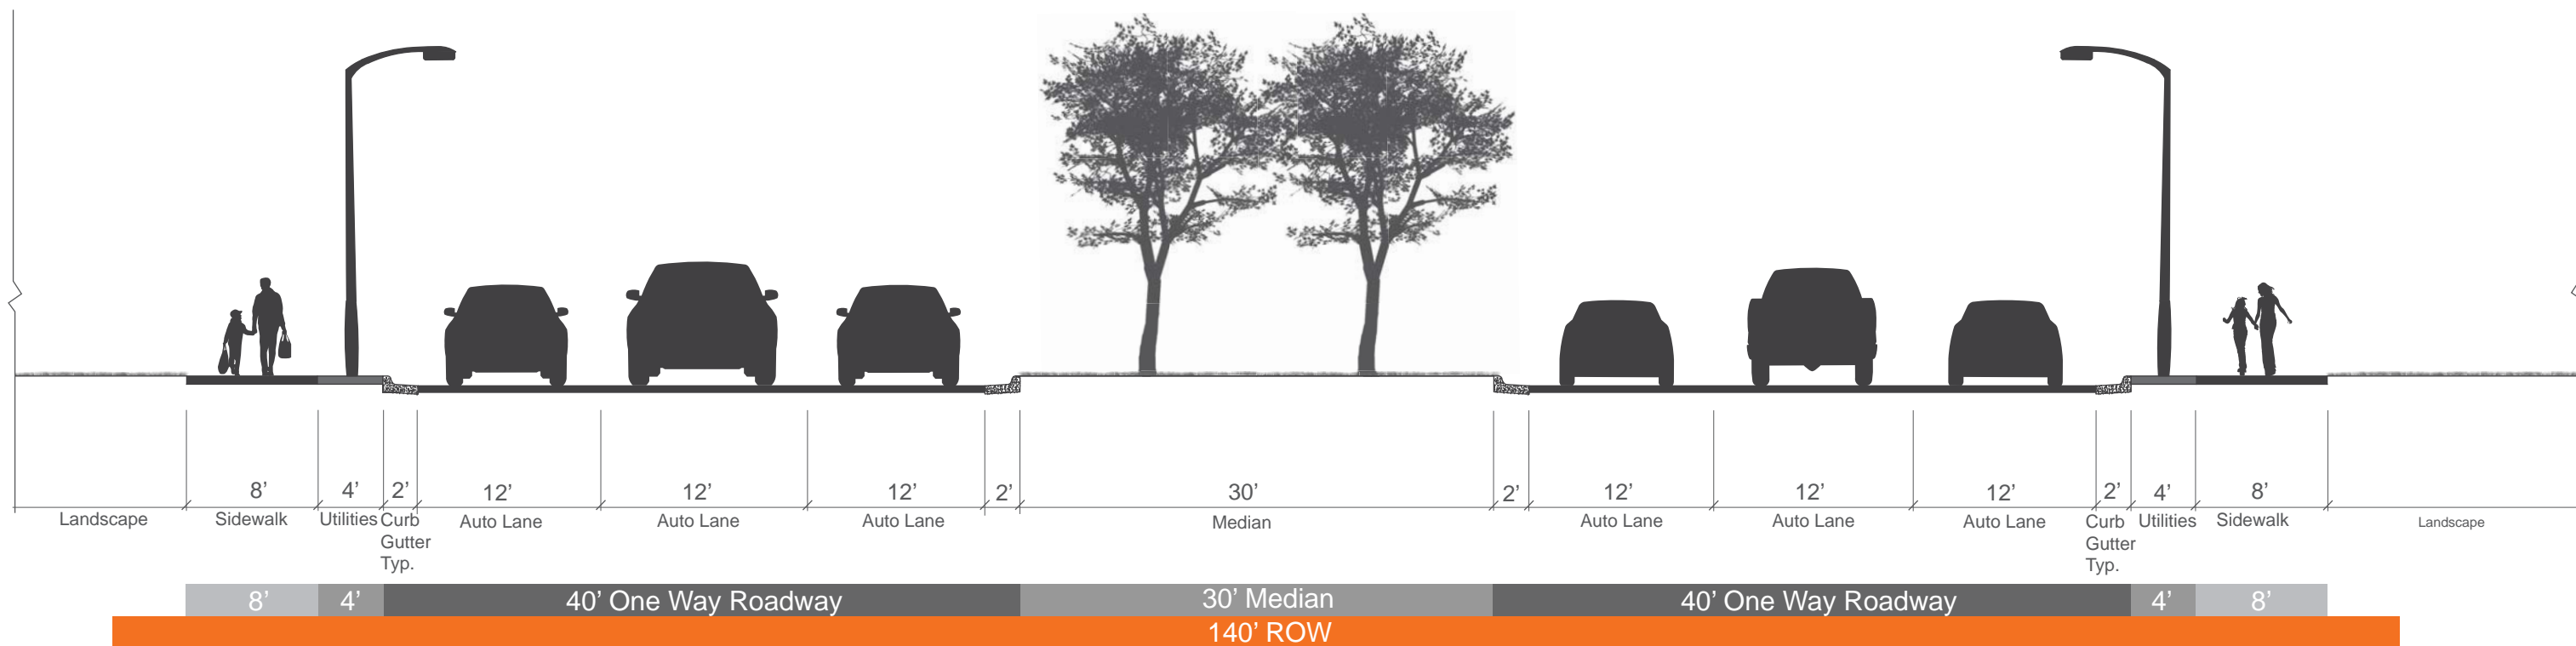 8’ 4’ 2’ 12’ 12’ 12’ 2’ 30’ 2’ 12’ 12’ 12’ 2’ 4’ 8’
Landscape Sidewalk Utilities Curb Auto Lane Auto Lane Auto Lane Median Auto Lane Auto Lane Auto Lane Curb Utilities Sidewalk Landscape
Gutter Gutter
Typ. Typ.
8’ 4’ 40’ One Way Roadway 30’ Median 40’ One Way Roadway 4’ 8’
140’ ROW